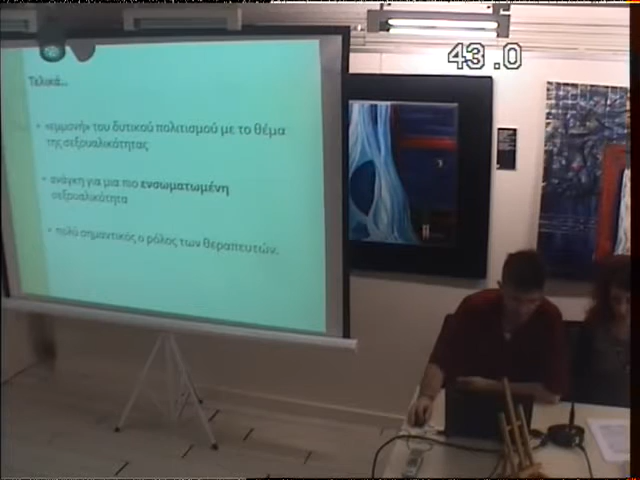 43.0
Τελικά...
«εμμονή» του δυτικού πολιτισμού με το θέμα
της σεξουαλικότητας
ανάγκη για μια πιο ενσωματωμένη
σεξουαλικότητα
πολύ σημαντικός ο ρόλος των θεραπευτών.